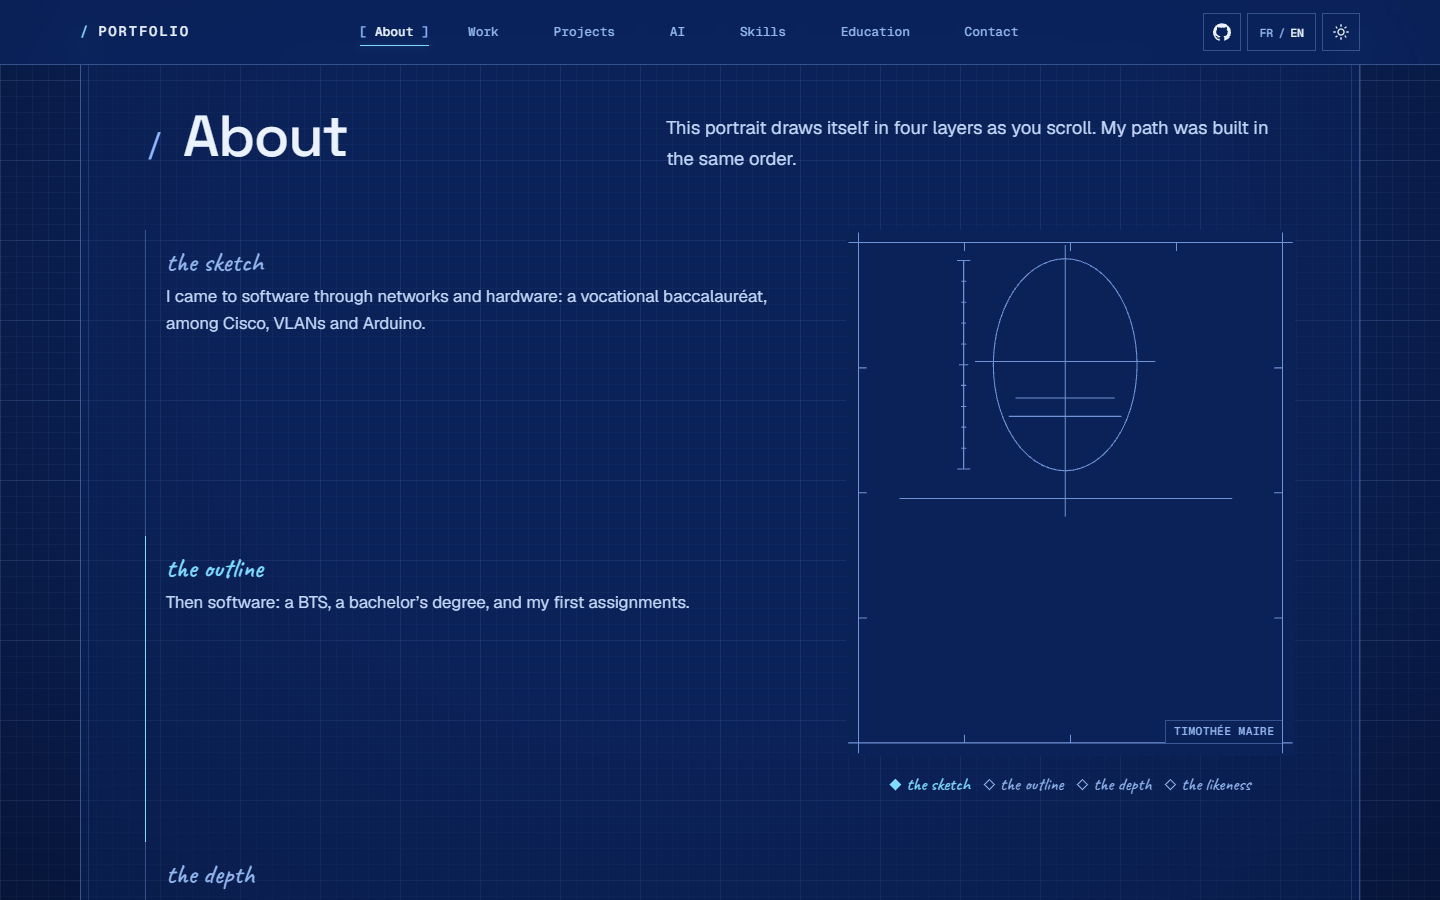 / PORTFOLIO
[ About ]
Work
Projects
AI
Skills
Education
Contact
FR / EN
/ About
This portrait draws itself in four layers as you scroll. My path was built in
the same order.
the sketch
I came to software through networks and hardware: a vocational baccalauréat,
among Cisco, VLANs and Arduino.
the outline
Then software: a BTS, a bachelor’s degree, and my first assignments.
the depth
TIMOTHÉE MAIRE
the sketch
the outline
the depth
the likeness